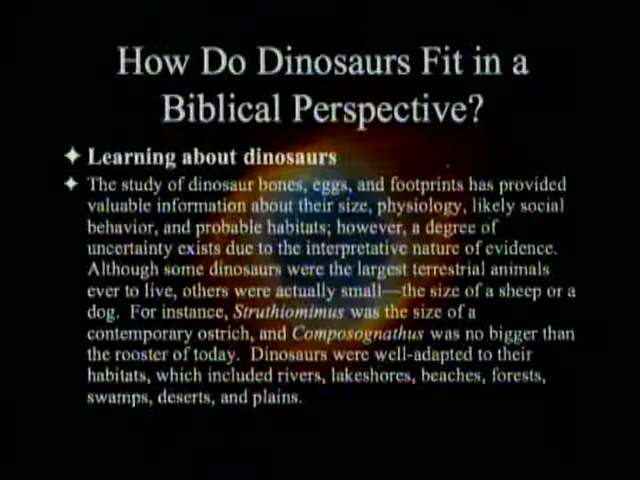 How Do Dinosaurs Fit in a
Biblical Perspective?
Learning about dinosaurs
The study of dinosaur bones, eggs, and footprints has provided
valuable information about their size, physiology, likely social
behavior, and probable habitats; however, a degree of
uncertainty exists due to the interpretative nature of evidence.
Although some dinosaurs were the largest terrestrial animals
ever to live, others were actually small—the size of a sheep or a
dog.  For instance, Struthiomimus was the size of a
contemporary ostrich, and Composognathus was no bigger than
the rooster of today.  Dinosaurs were well-adapted to their
habitats, which included rivers, lakeshores, beaches, forests,
swamps, deserts, and plains.